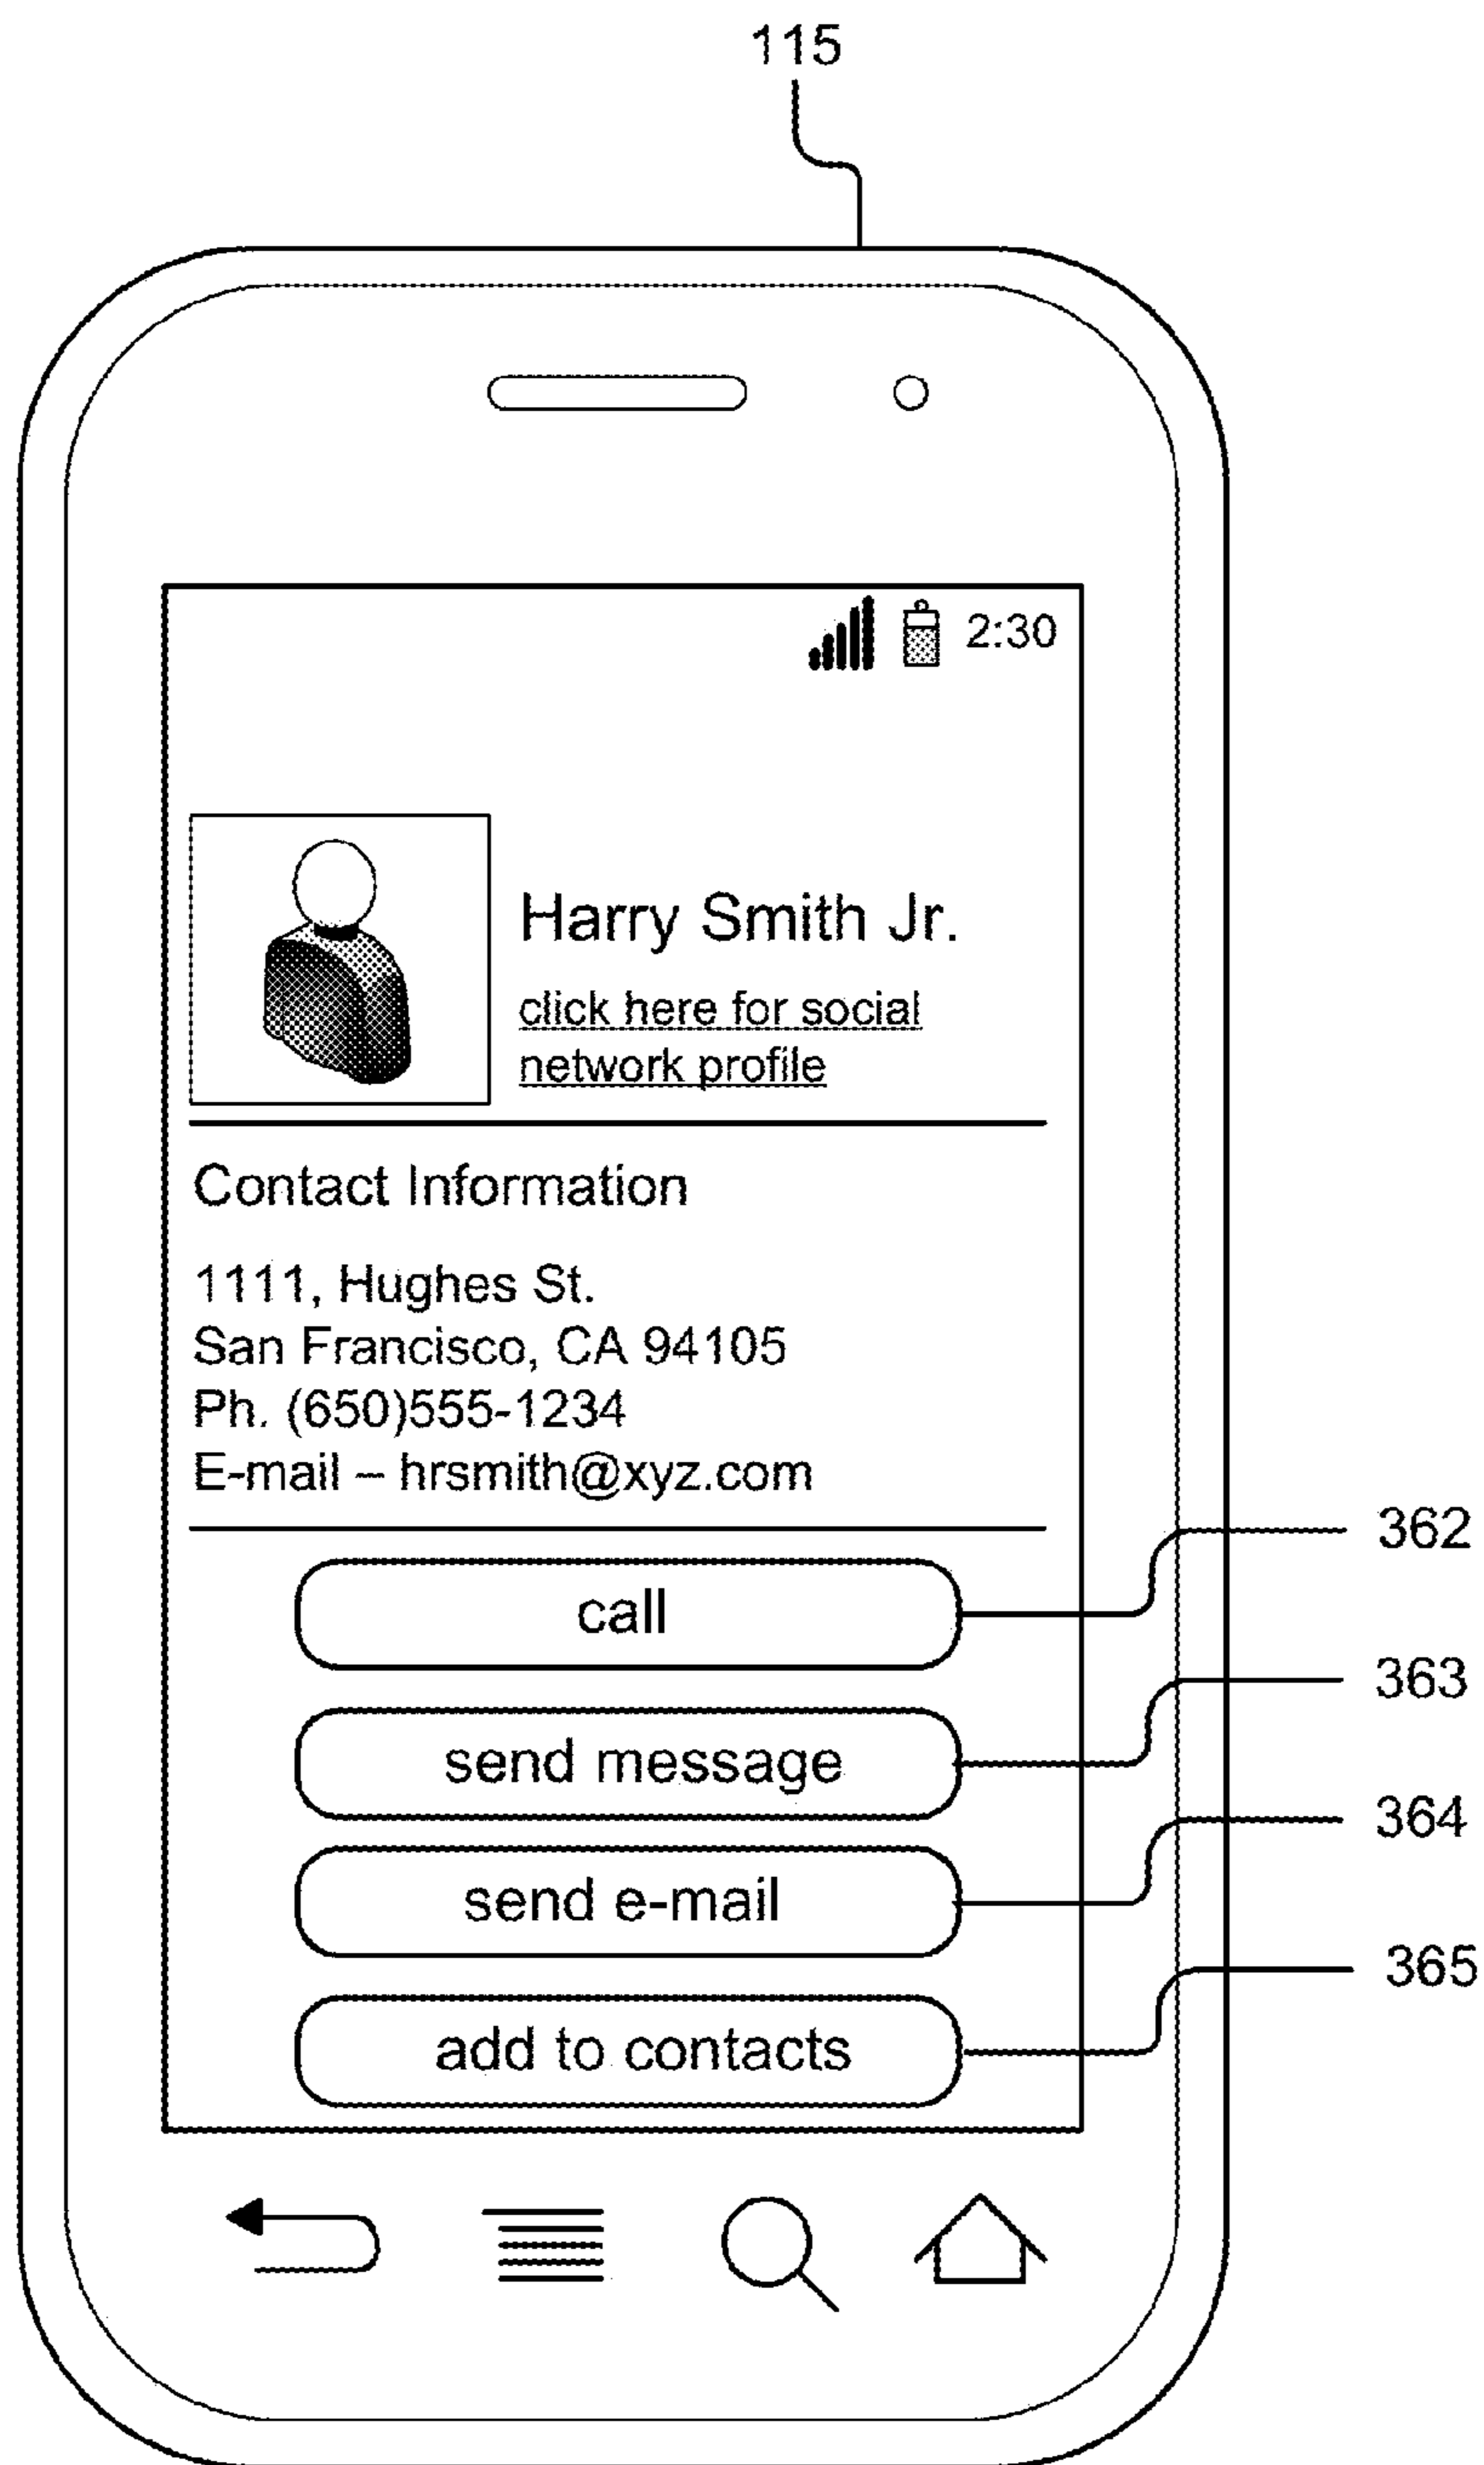 115
2:30
Harry Smith Jr.
click here for social
network profile
Contact Information
1111, Hughes St.
San Francisco, CA 94105
Ph. (650)555-1234
E-mail – hrsmith@xyz.com
362
call
363
send message
364
send e-mail
365
add to contacts